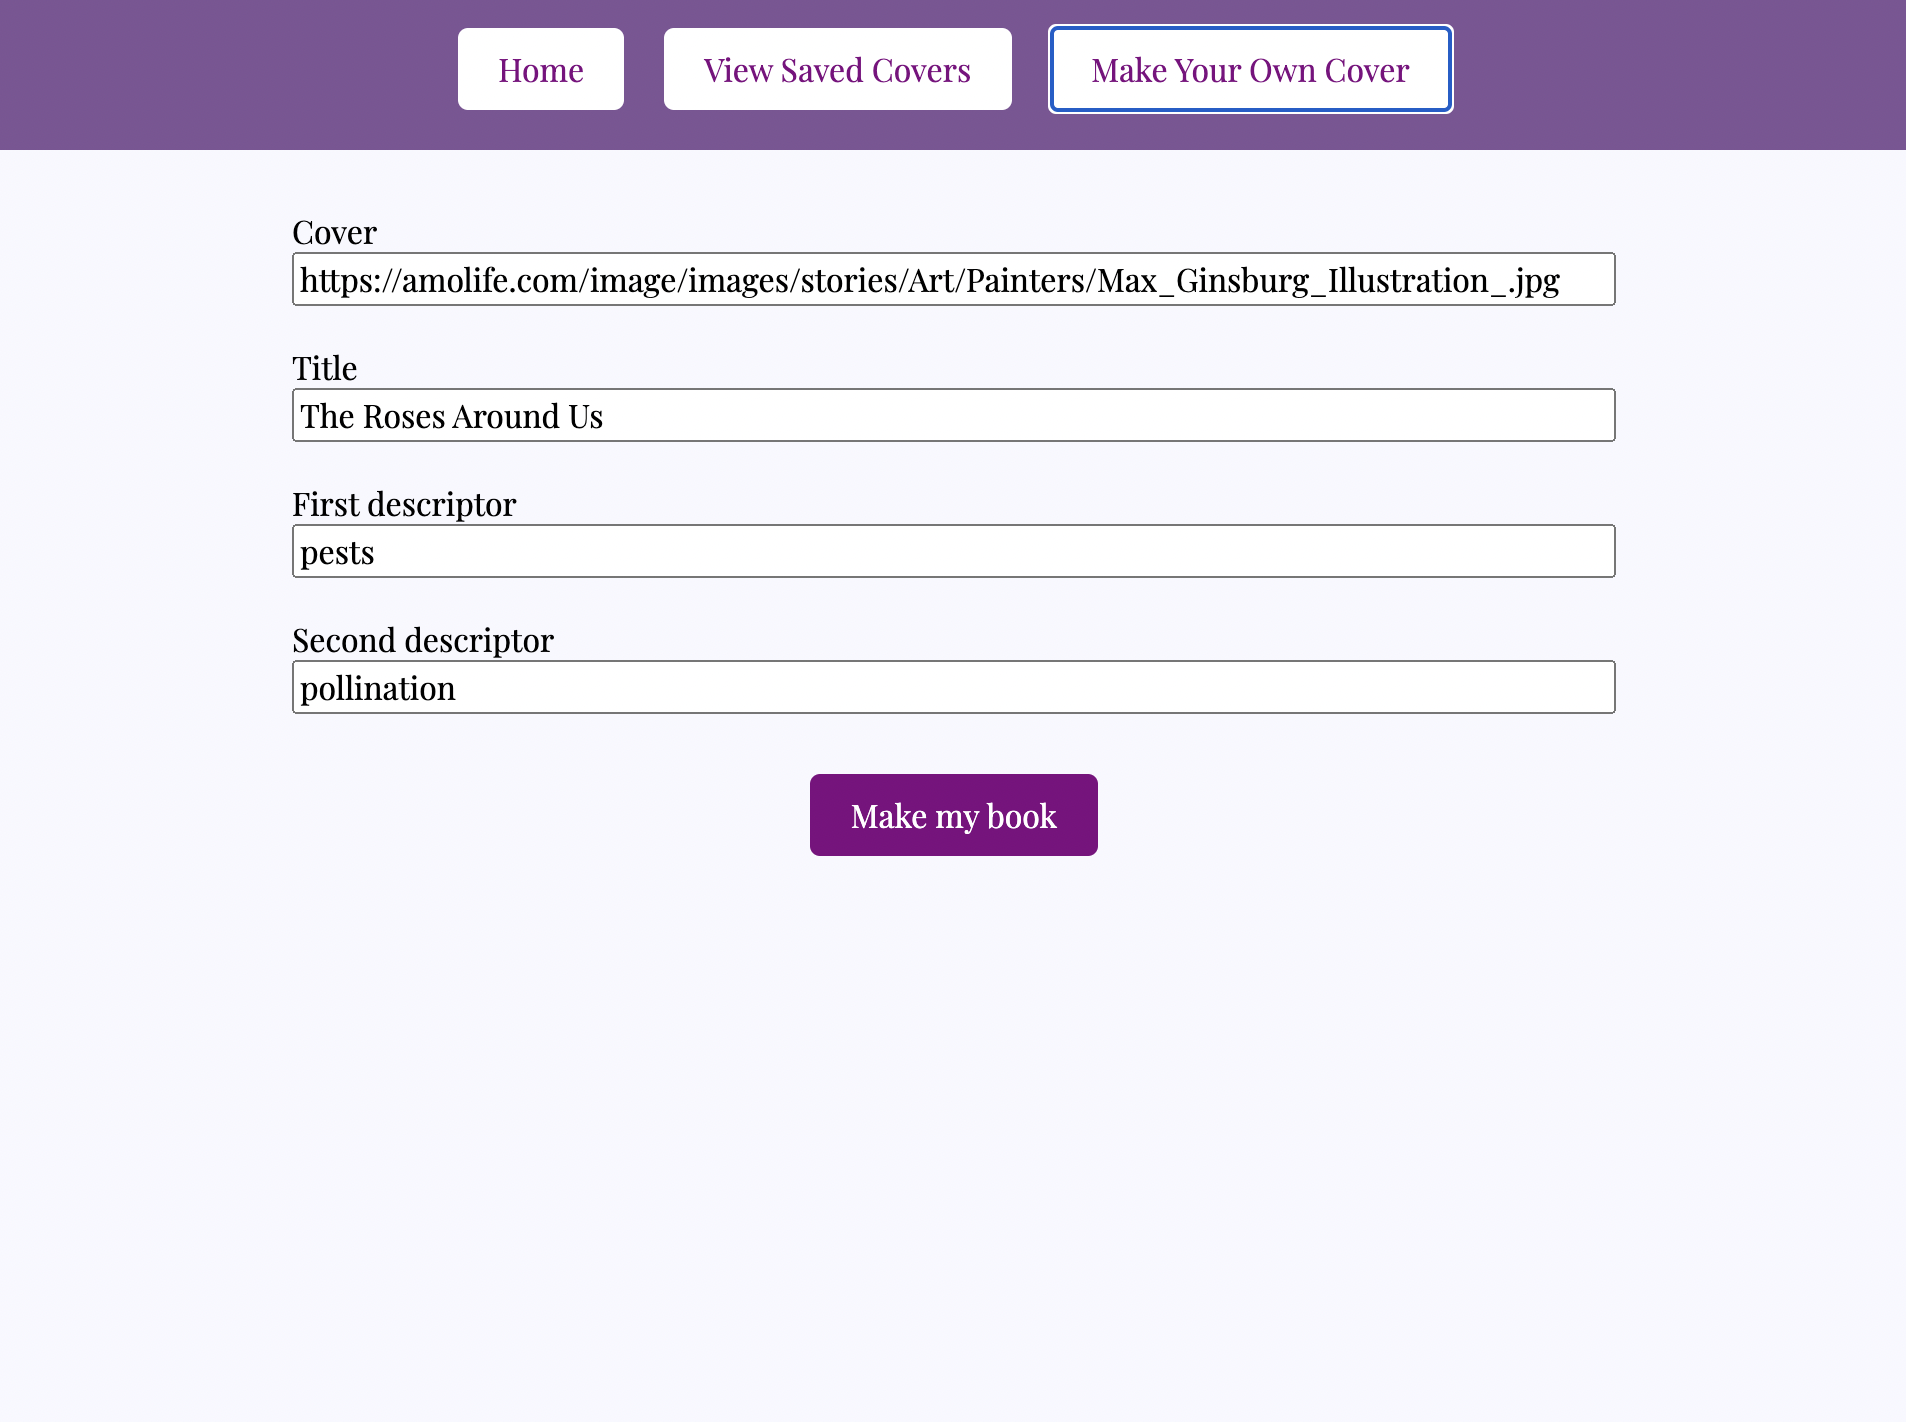 Home View Saved Covers Make Your Own Cover
Cover
https://amolife.com/image/images/stories/Art/Painters/Max_Ginsburg_Illustration_.jpg
Title
The Roses Around Us
First descriptor
pests
Second descriptor
pollination
Make my book